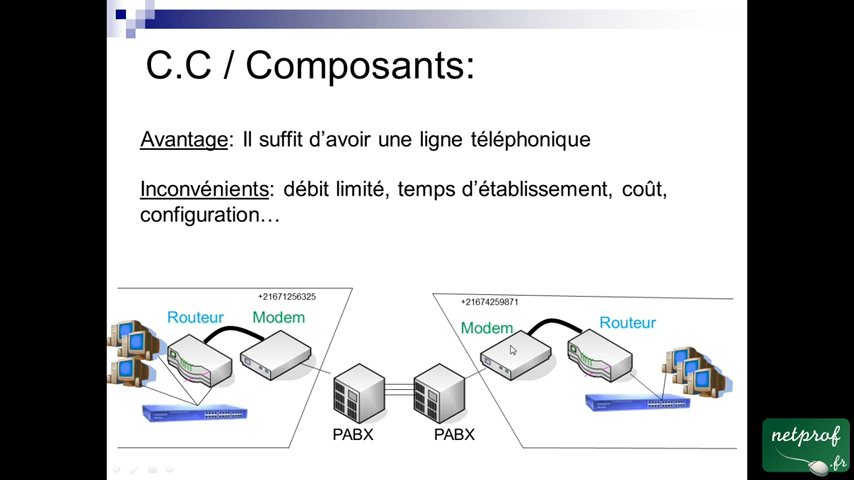 C.C / Composants:
Avantage: Il suffit d'avoir une ligne téléphonique
Inconvénients: débit limité, temps d'établissement, coût,
configuration…
+21671256325
+21674259871
Routeur
Modem
Modem
Routeur
PABX
PABX
netprof
.fr